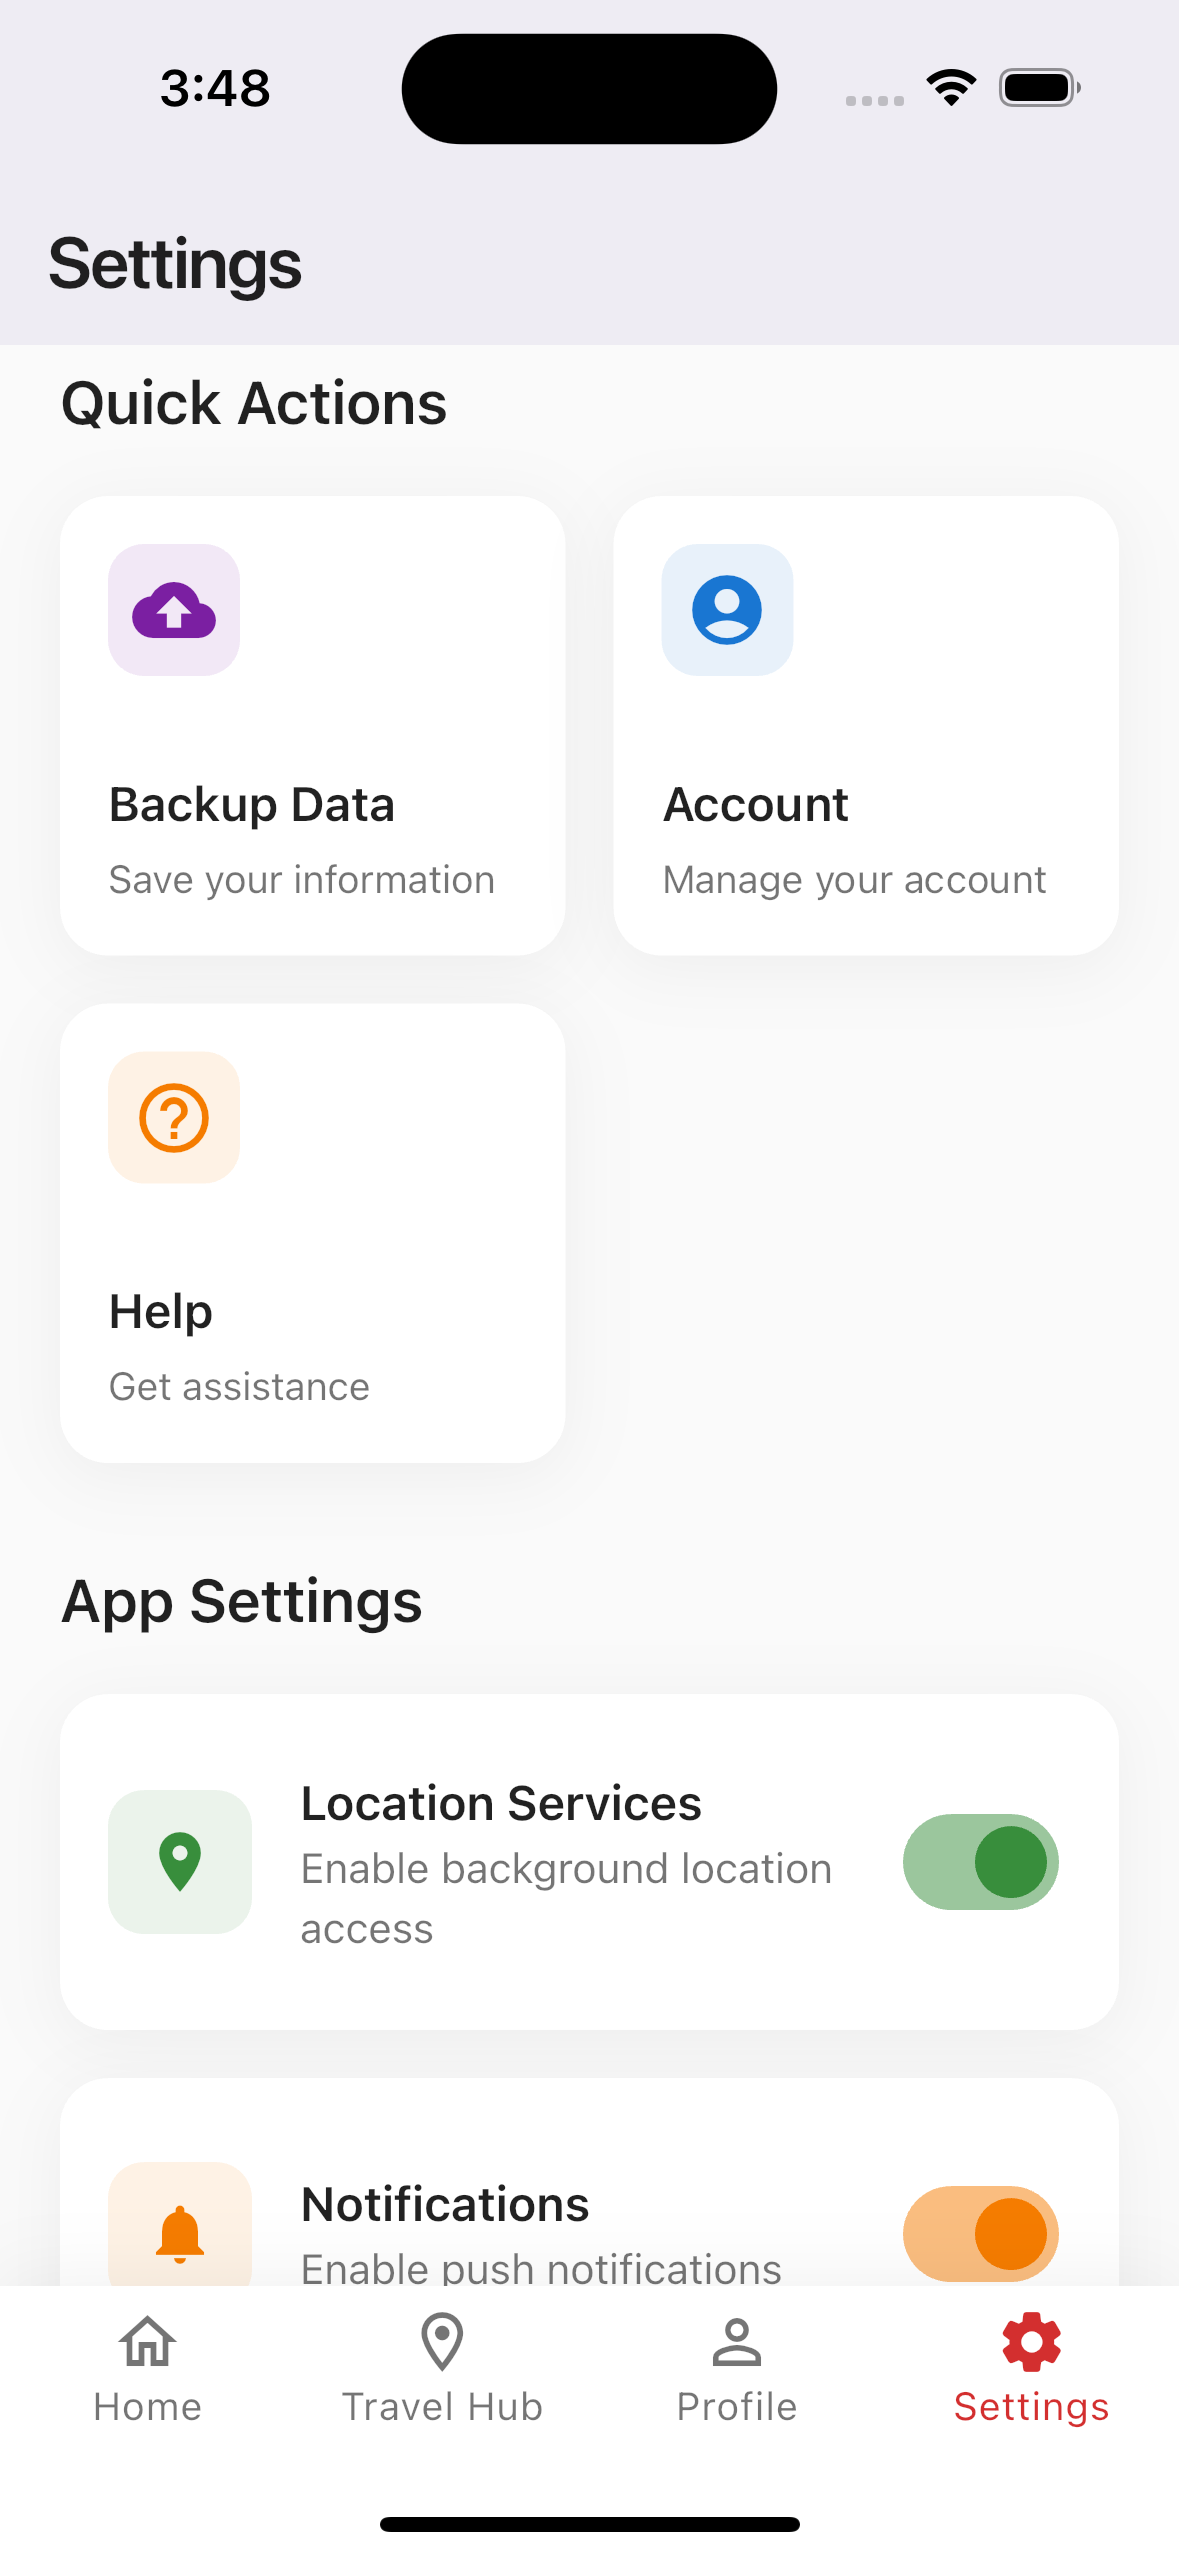 3:48
Settings
Quick Actions
Backup Data
Save your information
Account
Manage your account
Help
Get assistance
App Settings
Location Services
Enable background location
access
Notifications
Enable push notifications
Home
Travel Hub
Profile
Settings